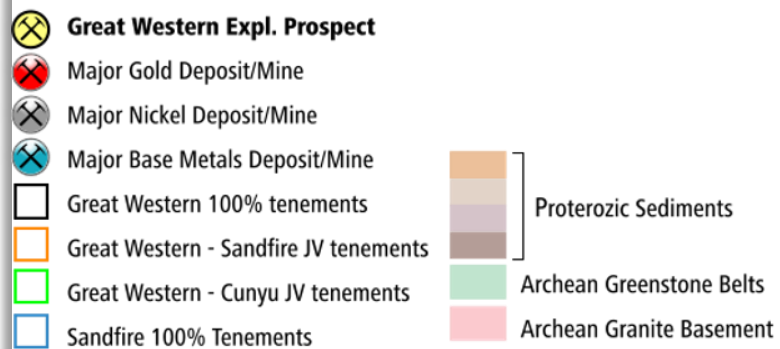 Great Western Expl. Prospect
Major Gold Deposit/Mine
Major Nickel Deposit/Mine
Major Base Metals Deposit/Mine
Great Western 100% tenements
Great Western - Sandfire JV tenements
Great Western - Cunyu JV tenements
Sandfire 100% Tenements
Proterozic Sediments
Archean Greenstone Belts
Archean Granite Basement